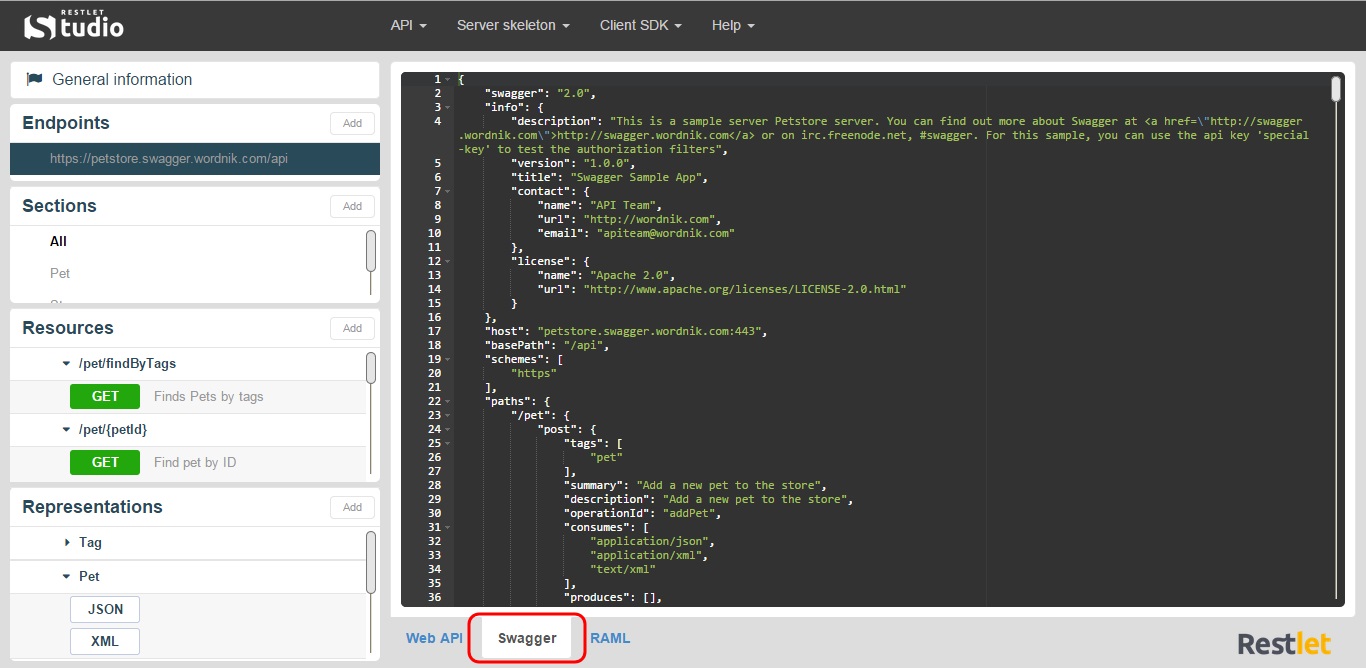 RESTLET
Studio
API
Server skeleton
Client SDK
Help
General information
Endpoints
Add
https://petstore.swagger.wordnik.com/api
Sections
Add
All
Pet
Resources
Add
/pet/findByTags
GET Finds Pets by tags
/pet/{petId}
GET Find pet by ID
Representations
Add
Tag
Pet
JSON
XML
1 {
2 "swagger": "2.0",
3 "info": {
4 "description": "This is a sample server Petstore server. You can find out more about Swagger at <a href=\"http://swagger
.wordnik.com\">http://swagger.wordnik.com</a> or on irc.freenode.net, #swagger. For this sample, you can use the api key 'special
-key' to test the authorization filters",
5 "version": "1.0.0",
6 "title": "Swagger Sample App",
7 "contact": {
8 "name": "API Team",
9 "url": "http://wordnik.com",
10 "email": "apiteam@wordnik.com"
11 },
12 "license": {
13 "name": "Apache 2.0",
14 "url": "http://www.apache.org/licenses/LICENSE-2.0.html"
15 }
16 },
17 "host": "petstore.swagger.wordnik.com:443",
18 "basePath": "/api",
19 "schemes": [
20 "https"
21 ],
22 "paths": {
23 "/pet": {
24 "post": {
25 "tags": [
26 "pet"
27 ],
28 "summary": "Add a new pet to the store",
29 "description": "Add a new pet to the store",
30 "operationId": "addPet",
31 "consumes": [
32 "application/json",
33 "application/xml",
34 "text/xml"
35 ],
36 "produces": [],
Web API
Swagger
RAML
Restlet